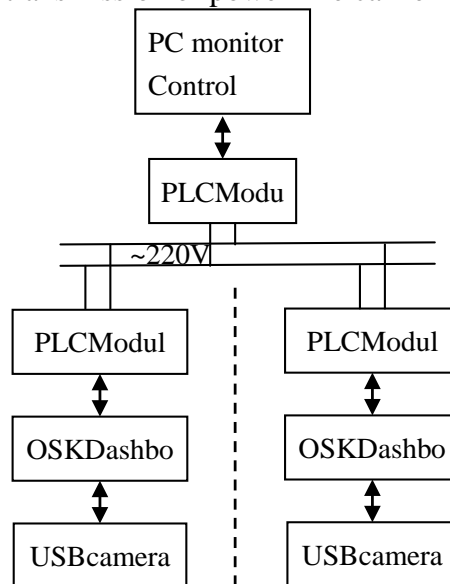 PC monitor
Control
PLCModu
~220V
PLCModul PLCModul
OSKDashbo OSKDashbo
USBcamera USBcamera